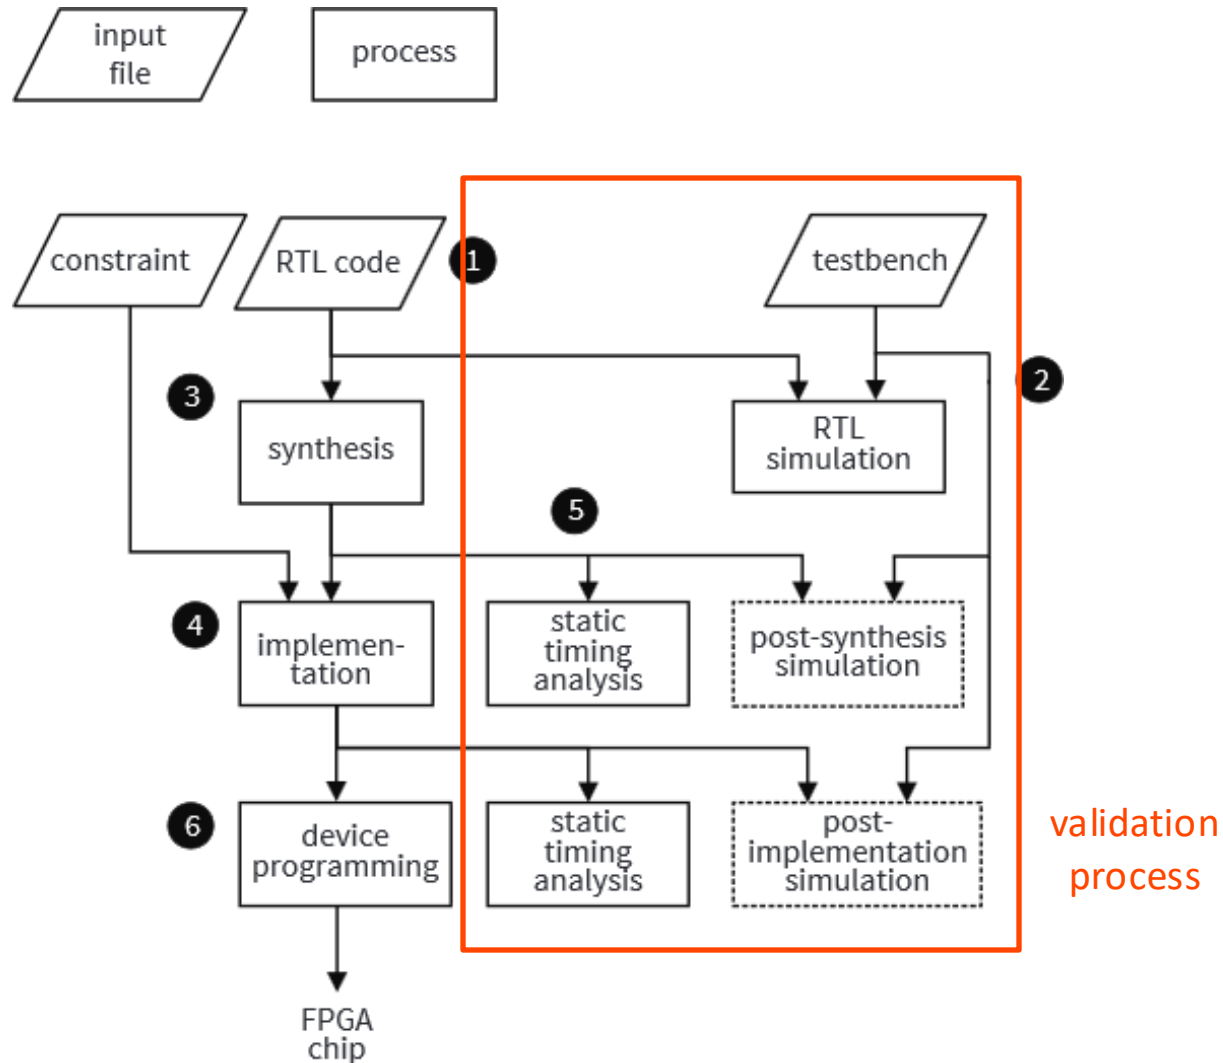 input
file
process
constraint
RTL code
1
testbench
3
2
synthesis
RTL
simulation
5
4
implemen-
tation
static
timing
analysis
post-synthesis
simulation
6
device
programming
static
timing
analysis
post-
implementation
simulation
validation
process
FPGA
chip